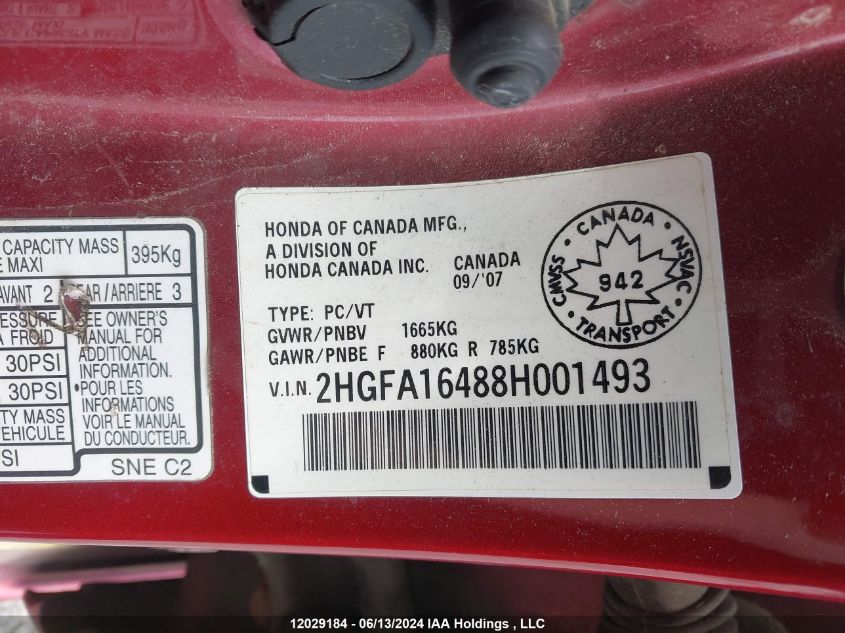 CAPACITY MASS
E MAXI
395Kg
AVANT 2
EAR/ARRIERE 3
PRESSURE
A FROID
30PSI
30PSI
TY MASS
EHICULE
SI
SEE OWNER'S
MANUAL FOR
ADDITIONAL
INFORMATION.
•POUR LES
INFORMATIONS
VOIR LE MANUAL
DU CONDUCTEUR.
SNE C2
HONDA OF CANADA MFG.,
A DIVISION OF
HONDA CANADA INC. CANADA
09/'07
TYPE: PC/VT
GVWR/PNBV 1665KG
GAWR/PNBE F 880KG R 785KG
V.I.N. 2HGFA16488H001493
CANADA
CMVSS
NSVAC
942
TRANSPORT
12029184 - 06/13/2024 IAA Holdings , LLC